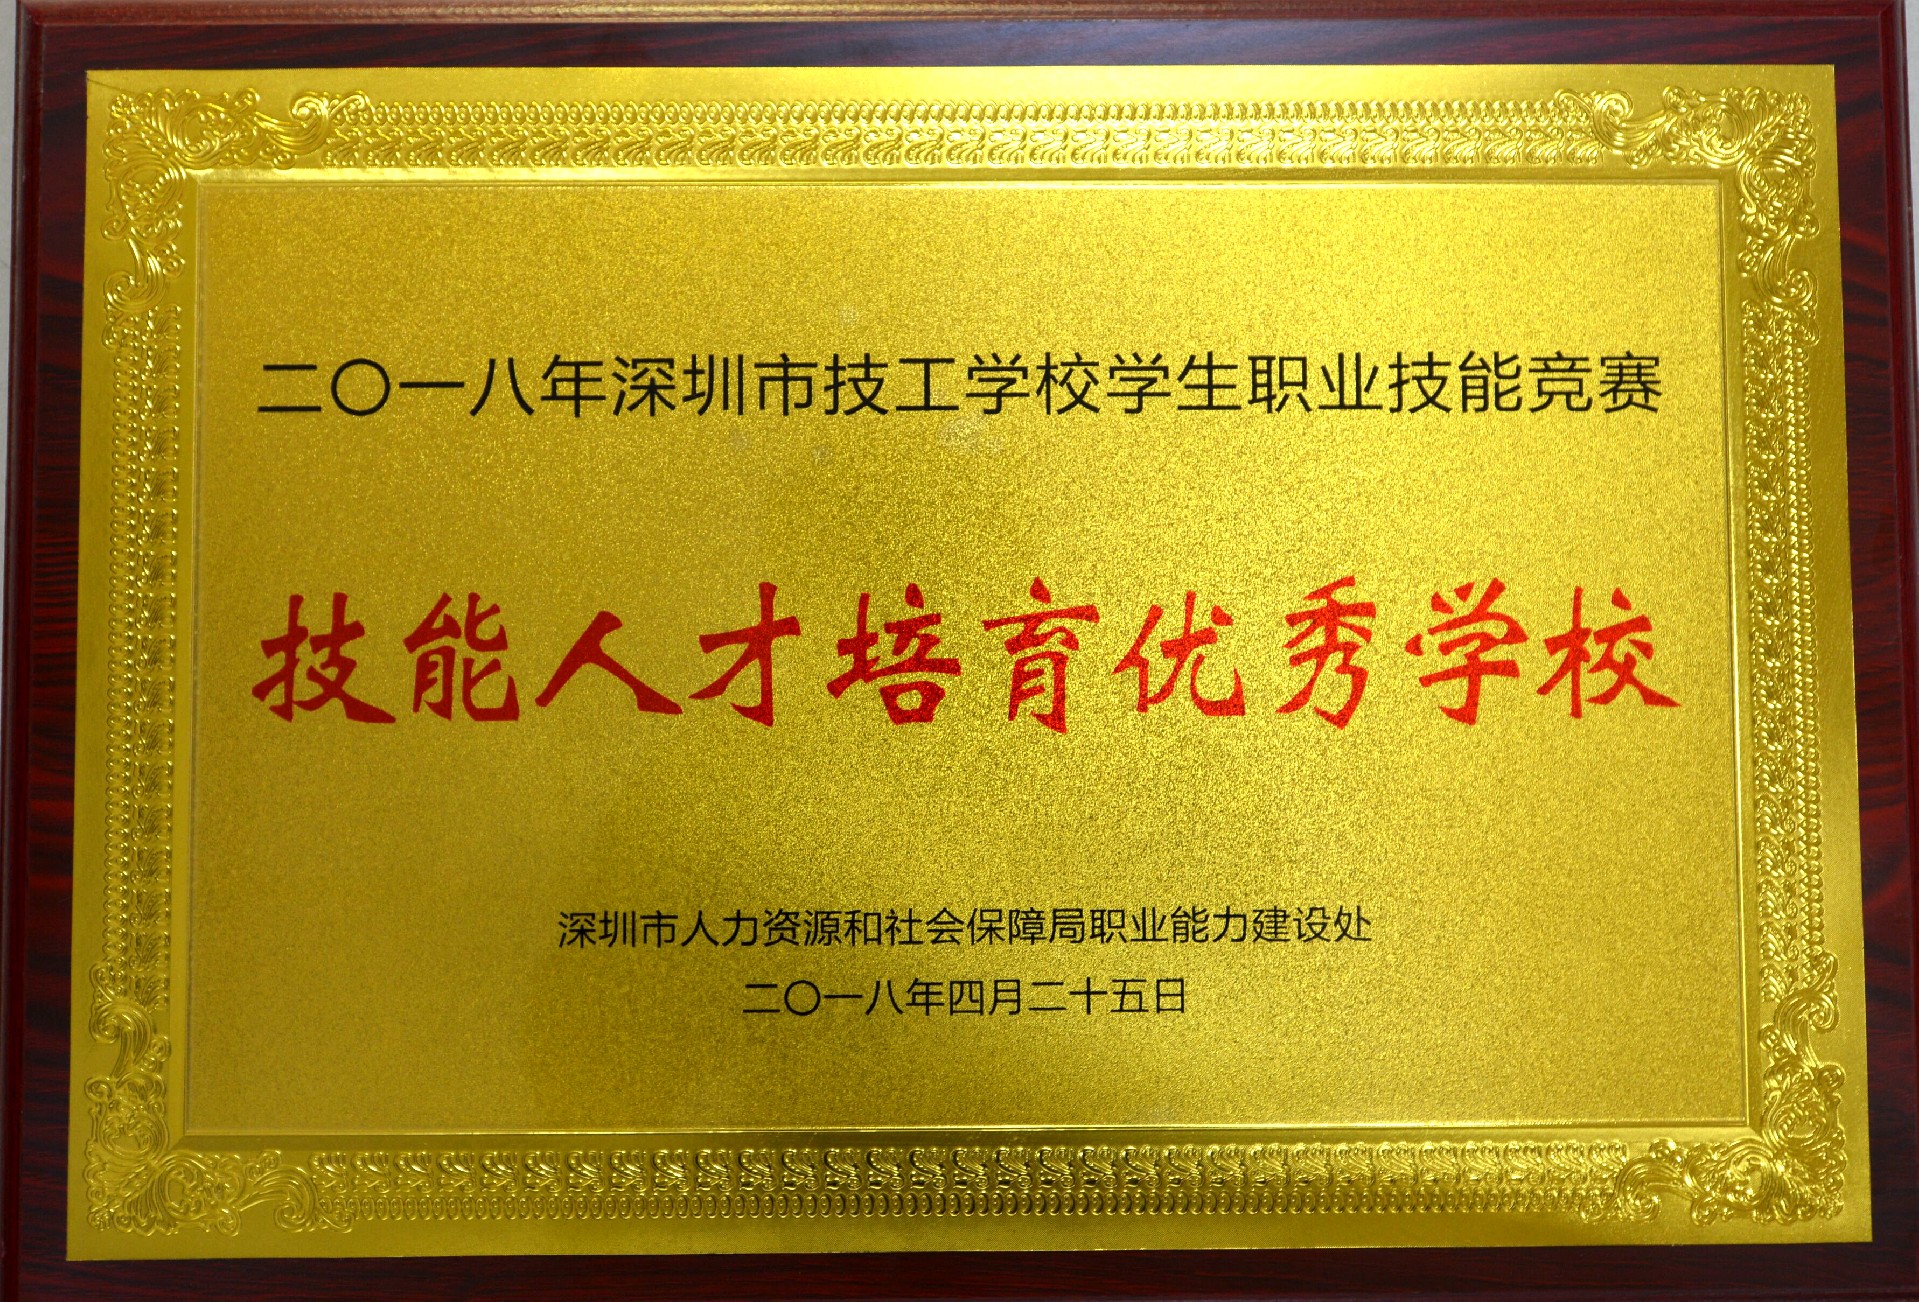 二〇一八年深圳市技工学校学生职业技能竞赛
技能人才培育优秀学校
深圳市人力资源和社会保障局职业能力建设处
二〇一八年四月二十五日